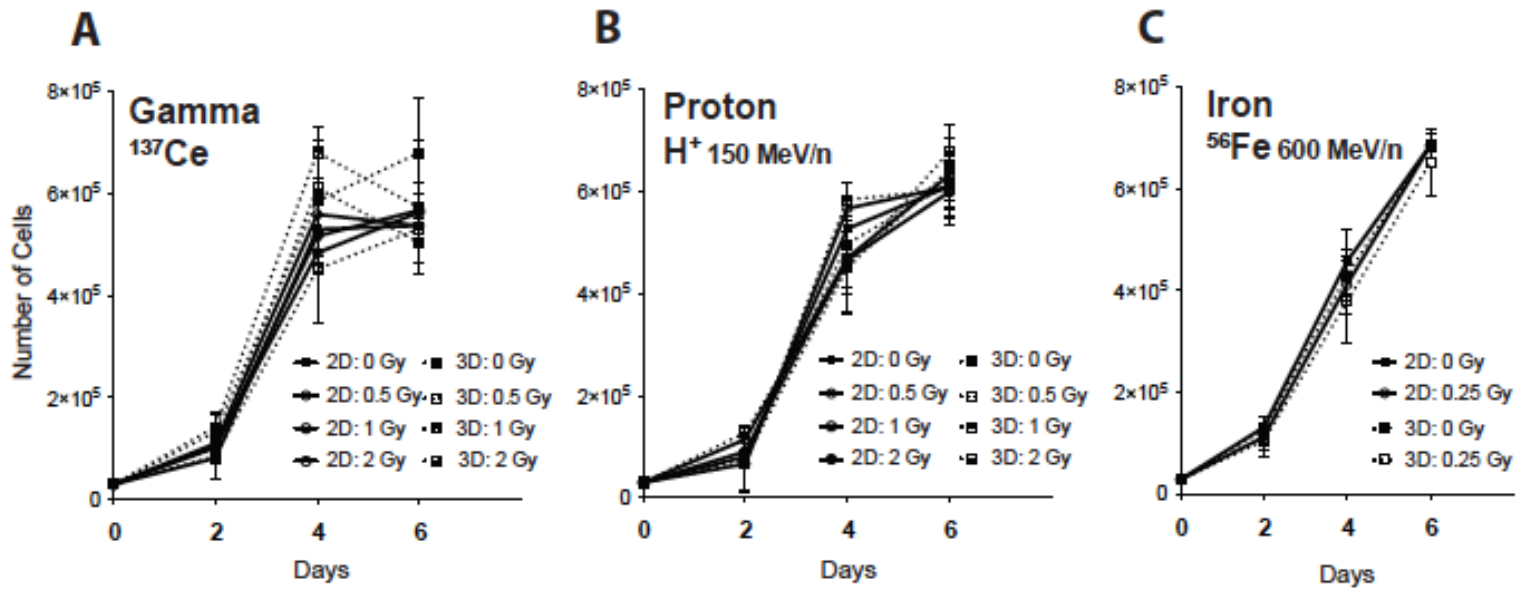 A
B
C
Gamma
¹³⁷Ce
Proton
H⁺ 150 MeV/n
Iron
⁵⁶Fe 600 MeV/n
Number of Cells
8×10⁵
6×10⁵
4×10⁵
2×10⁵
0
2D: 0 Gy 3D: 0 Gy
2D: 0.5 Gy 3D: 0.5 Gy
2D: 1 Gy 3D: 1 Gy
2D: 2 Gy 3D: 2 Gy
0 2 4 6
Days
8×10⁵
6×10⁵
4×10⁵
2×10⁵
0
2D: 0 Gy 3D: 0 Gy
2D: 0.5 Gy 3D: 0.5 Gy
2D: 1 Gy 3D: 1 Gy
2D: 2 Gy 3D: 2 Gy
0 2 4 6
Days
8×10⁵
6×10⁵
4×10⁵
2×10⁵
0
2D: 0 Gy
2D: 0.25 Gy
3D: 0 Gy
3D: 0.25 Gy
0 2 4 6
Days